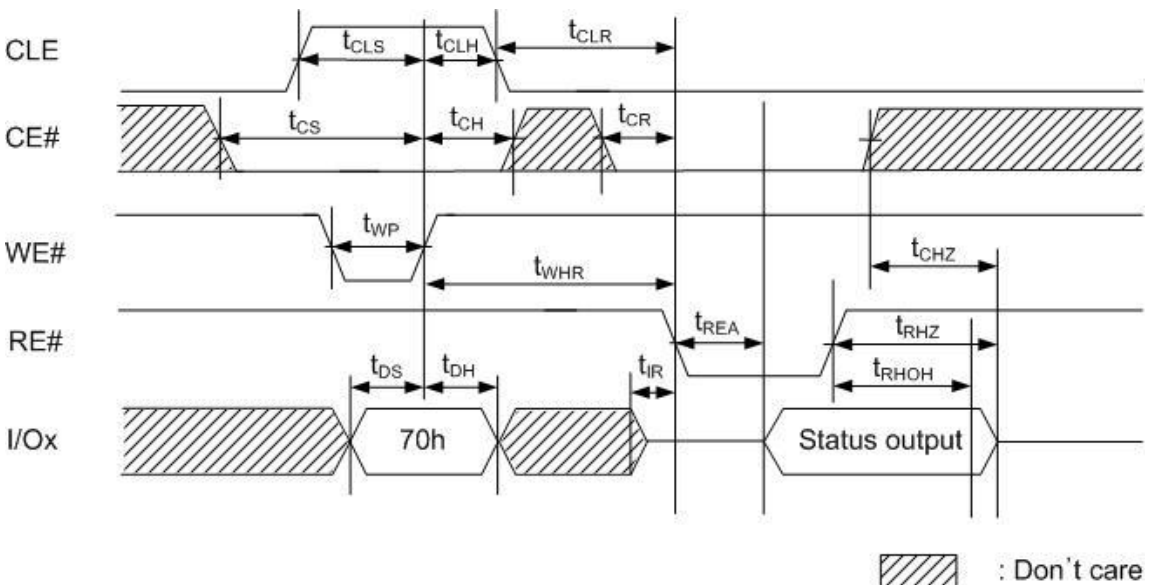 CLE
tCLS
tCLH
tCLR
CE#
tCS
tCH
tCR
WE#
tWP
tWHR
tCHZ
RE#
tREA
tRHZ
tDS
tDH
tIR
tRHOH
I/Ox
70h
Status output
: Don`t care